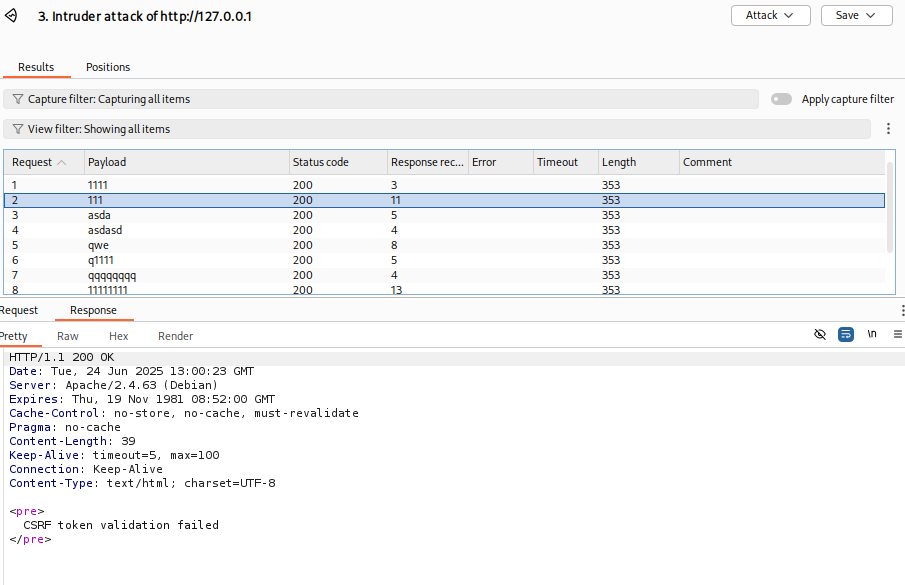 3. Intruder attack of http://127.0.0.1
Attack
Save
Results Positions
Capture filter: Capturing all items
Apply capture filter
View filter: Showing all items
Request Payload Status code Response rec... Error Timeout Length Comment
1 1111 200 3 353
2 111 200 11 353
3 asda 200 5 353
4 asdasd 200 4 353
5 qwe 200 8 353
6 q1111 200 5 353
7 qqqqqqqq 200 4 353
8 11111111 200 13 353
Request Response
Pretty Raw Hex Render
\n
HTTP/1.1 200 OK
Date: Tue, 24 Jun 2025 13:00:23 GMT
Server: Apache/2.4.63 (Debian)
Expires: Thu, 19 Nov 1981 08:52:00 GMT
Cache-Control: no-store, no-cache, must-revalidate
Pragma: no-cache
Content-Length: 39
Keep-Alive: timeout=5, max=100
Connection: Keep-Alive
Content-Type: text/html; charset=UTF-8
<pre>
CSRF token validation failed
</pre>